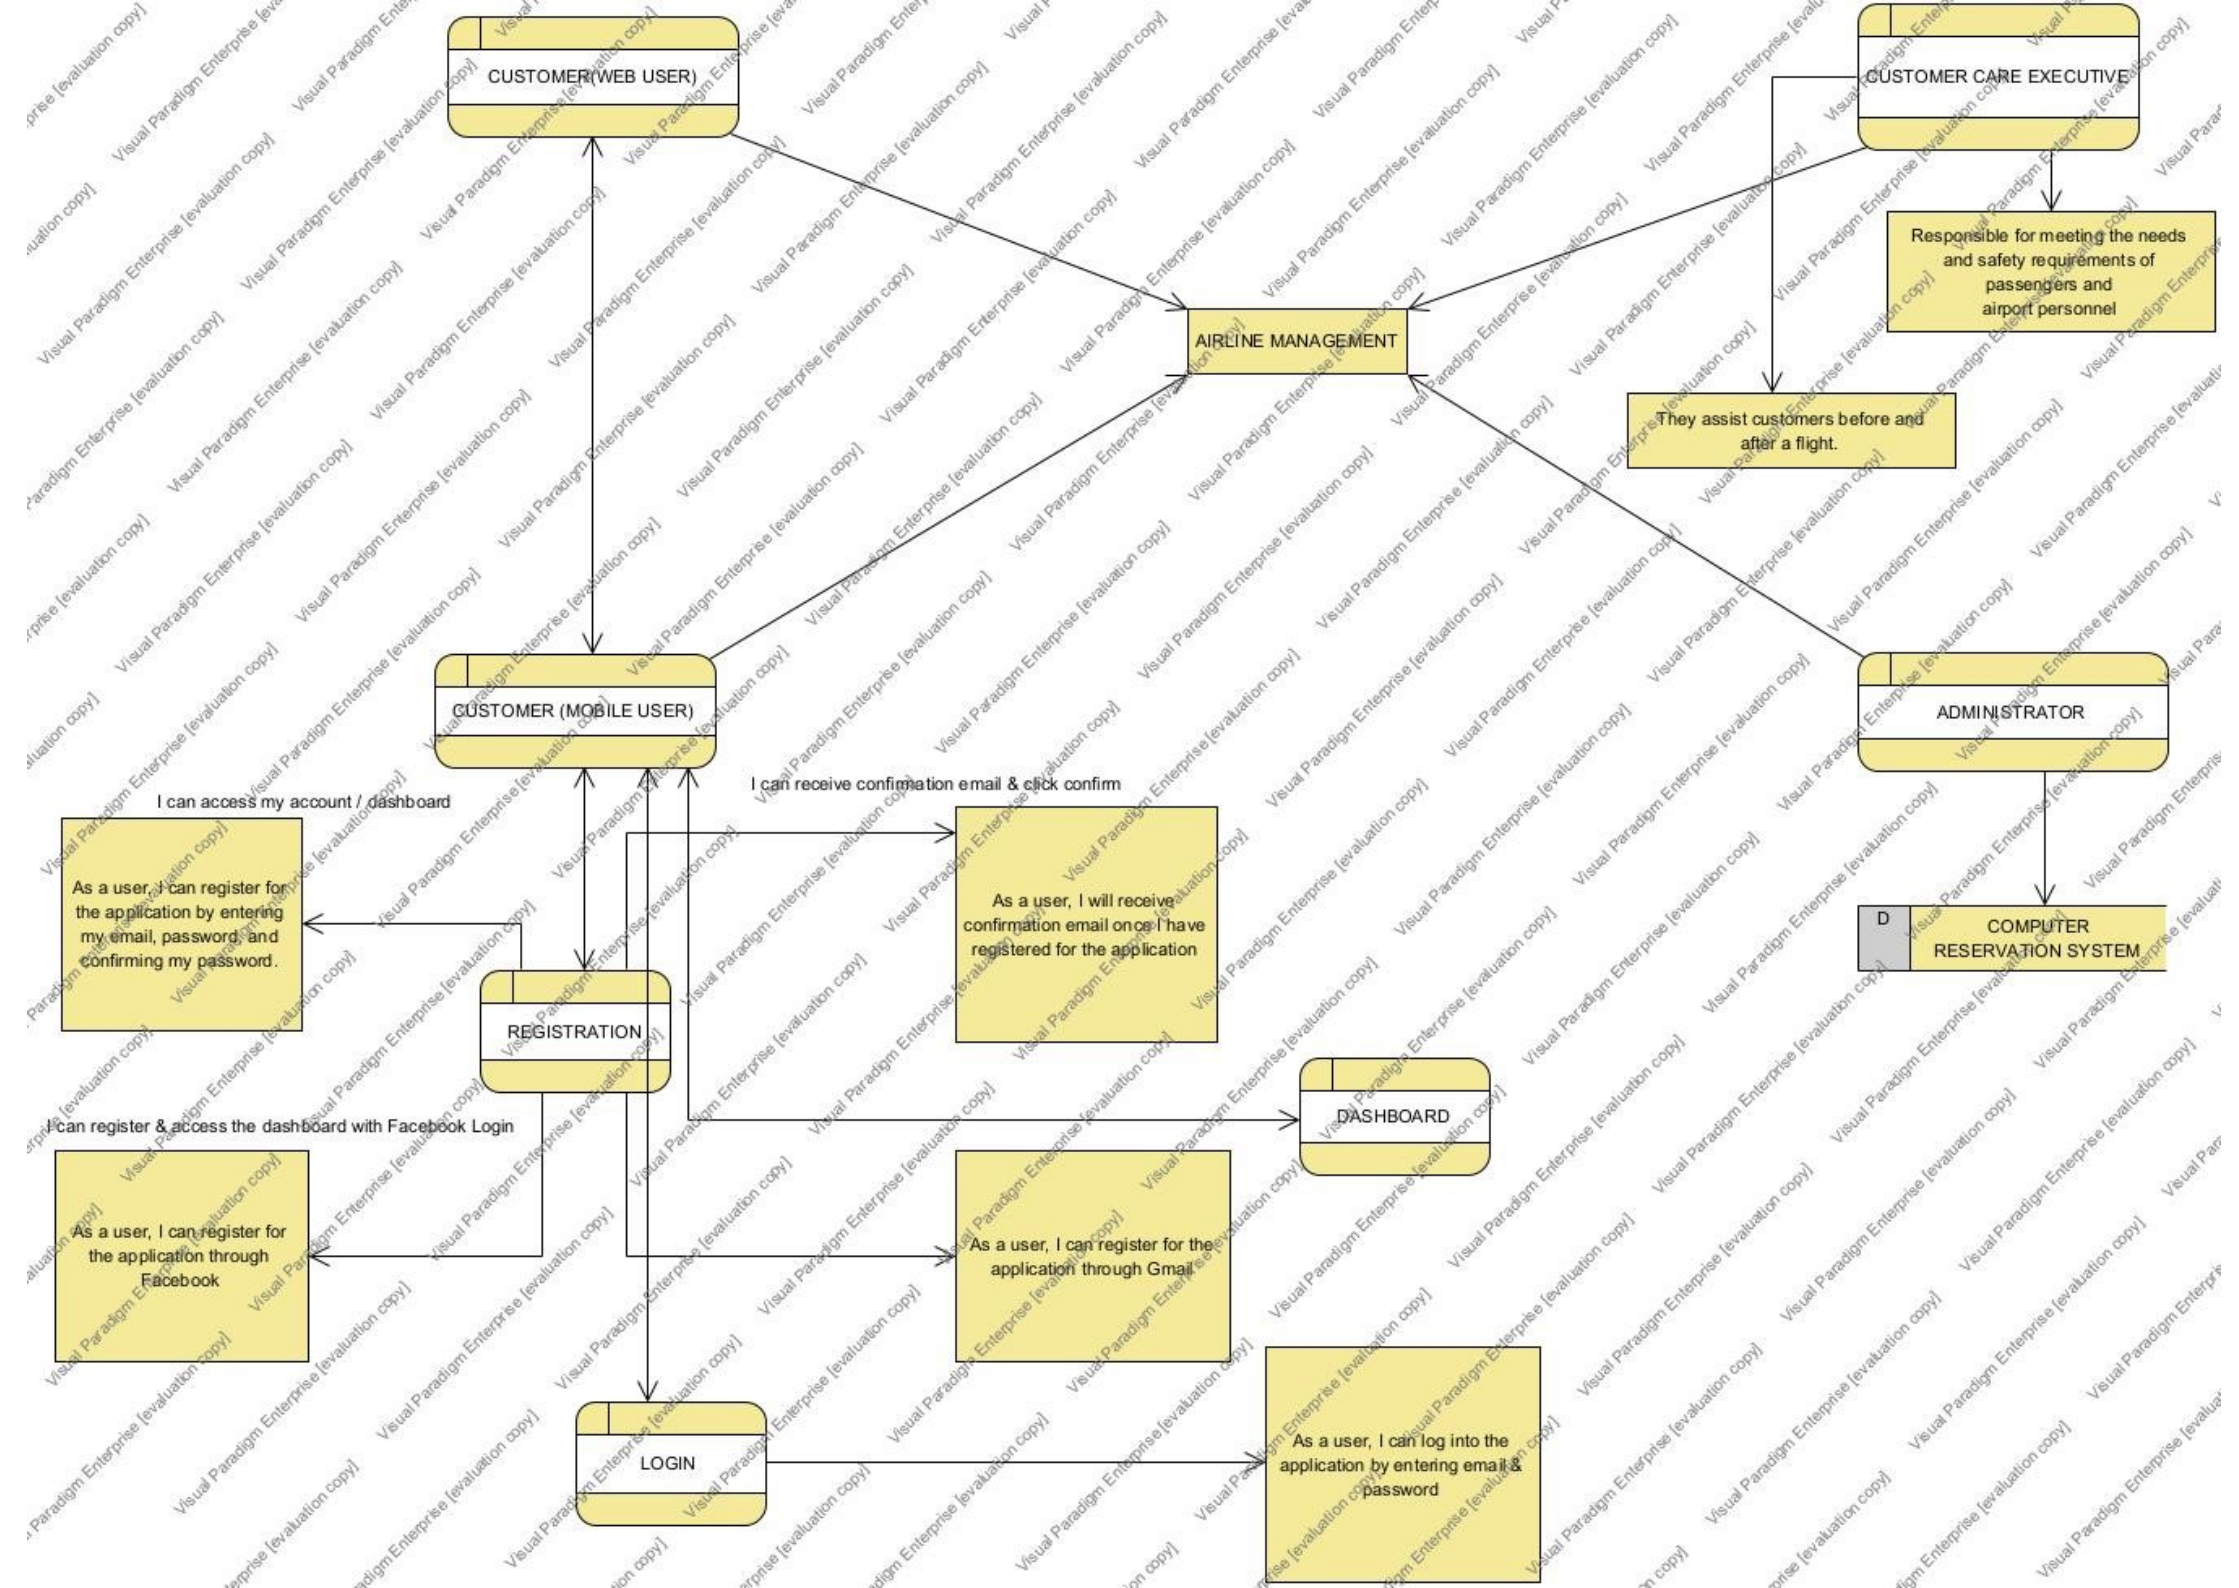 CUSTOMER(WEB USER)
CUSTOMER CARE EXECUTIVE
Responsible for meeting the needs
and safety requirements of
passengers and
airport personnel
AIRLINE MANAGEMENT
They assist customers before and
after a flight.
CUSTOMER (MOBILE USER)
ADMINISTRATOR
I can receive confirmation email & click confirm
I can access my account / dashboard
As a user, I can register for
the application by entering
my email, password, and
confirming my password.
As a user, I will receive
confirmation email once I have
registered for the application
D
COMPUTER
RESERVATION SYSTEM
REGISTRATION
DASHBOARD
I can register & access the dashboard with Facebook Login
As a user, I can register for
the application through
Facebook
As a user, I can register for the
application through Gmail
LOGIN
As a user, I can log into the
application by entering email &
password
Visual Paradigm Enterprise [evaluation copy]